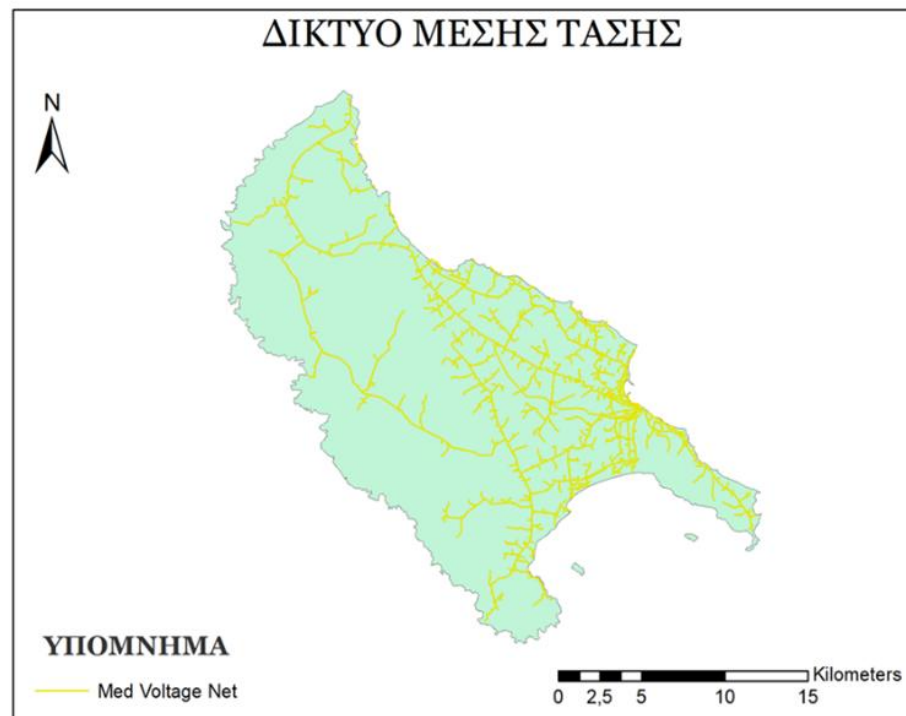 ΔΙΚΤΥΟ ΜΕΣΗΣ ΤΑΣΗΣ
N
ΥΠΟΜΝΗΜΑ
Med Voltage Net
Kilometers
0 2,5 5 10 15